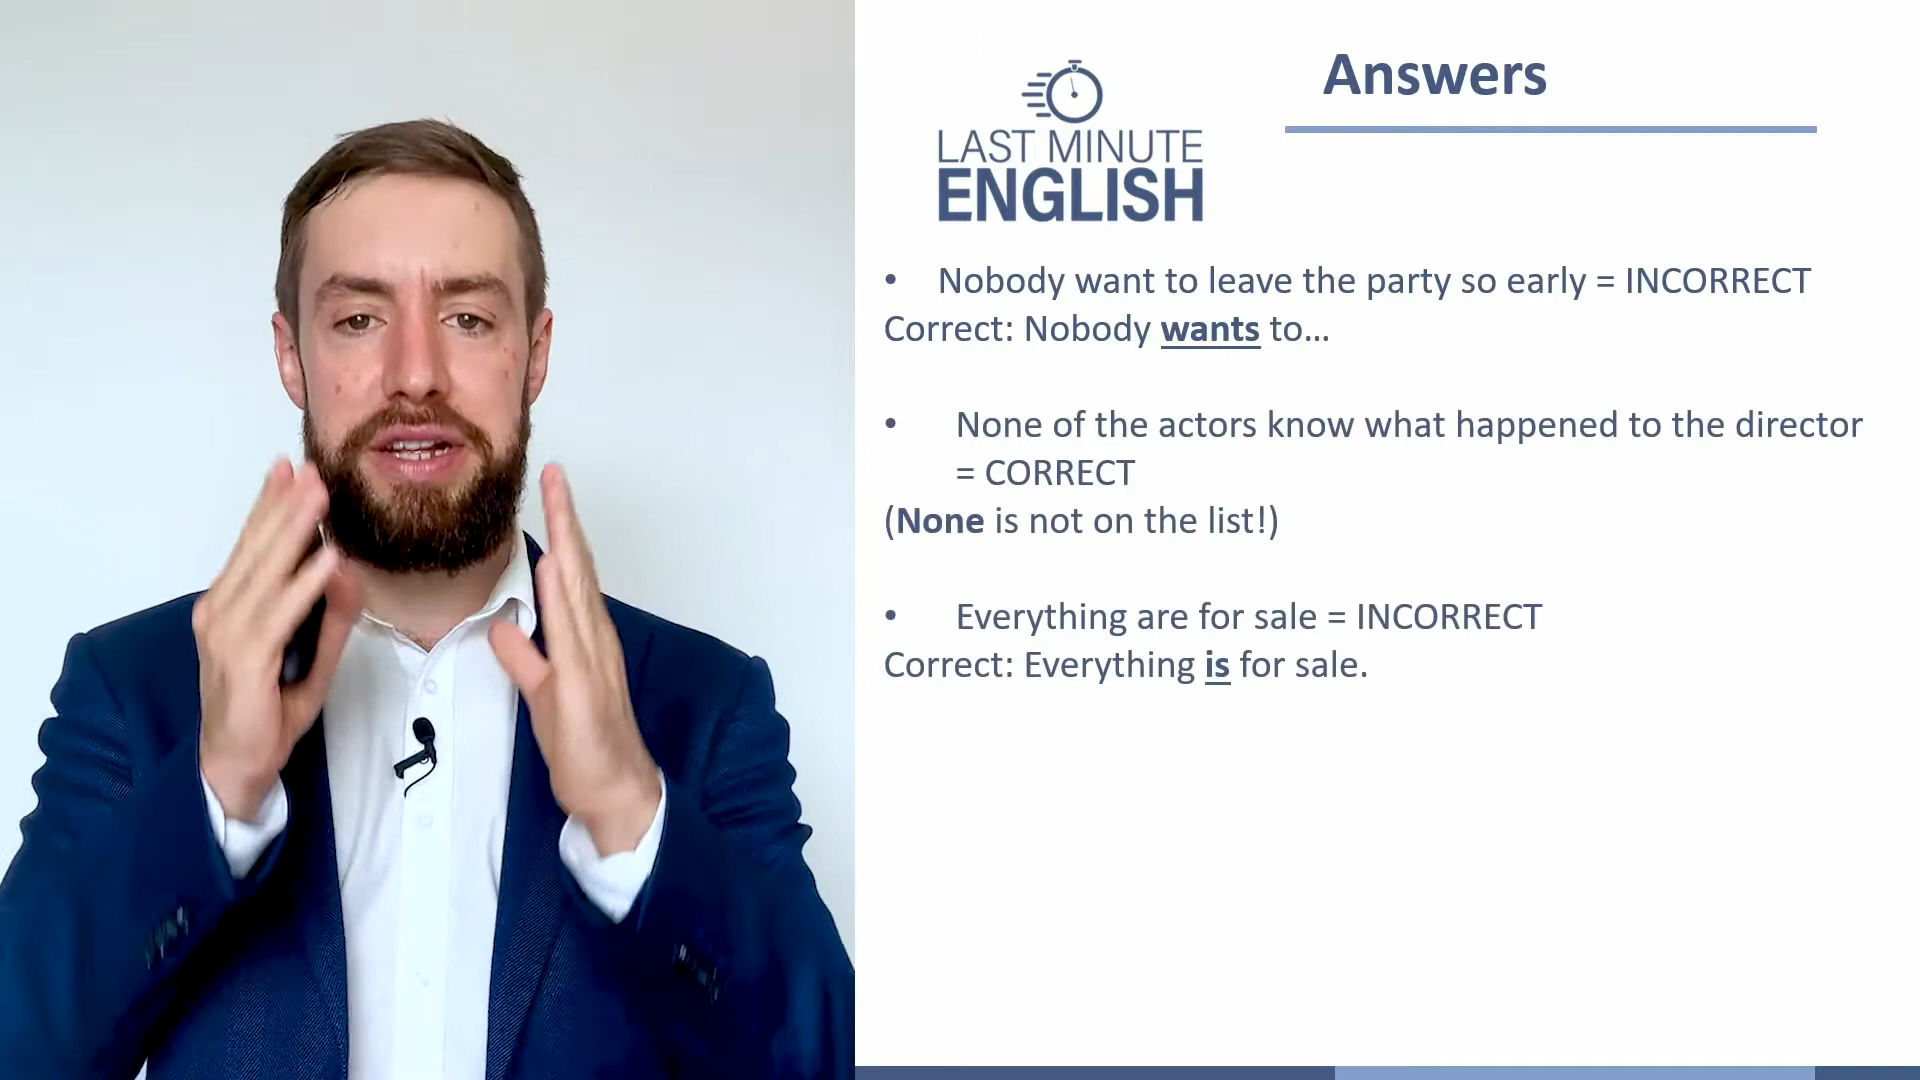 Answers
LAST MINUTE
ENGLISH
• Nobody want to leave the party so early = INCORRECT
Correct: Nobody wants to...
• None of the actors know what happened to the director
= CORRECT
(None is not on the list!)
• Everything are for sale = INCORRECT
Correct: Everything is for sale.